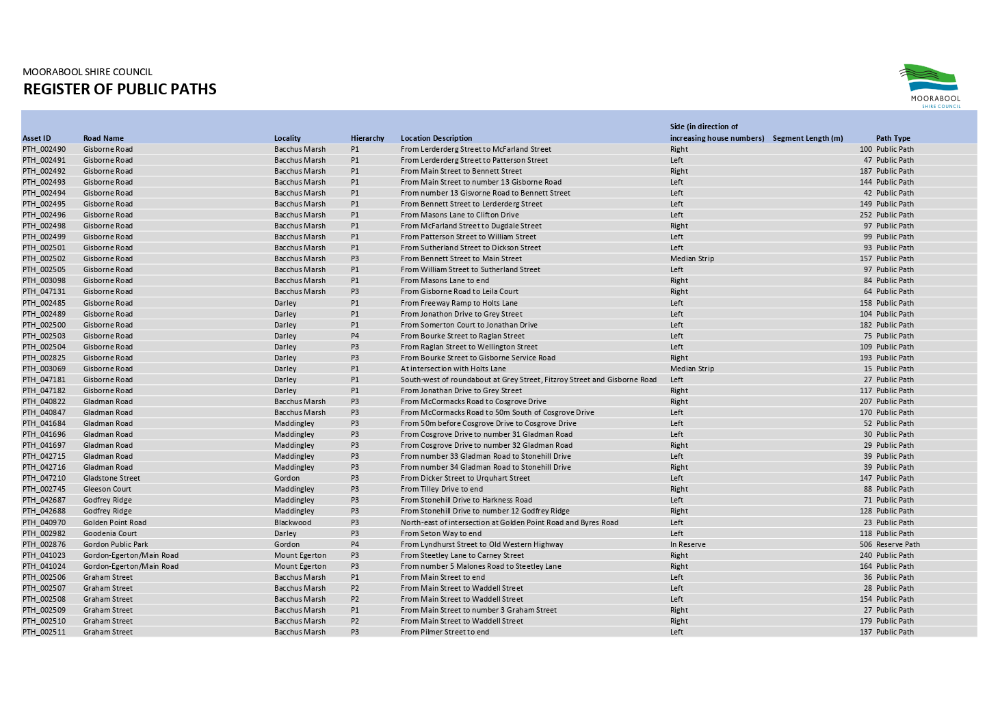 MOORABOOL SHIRE COUNCIL
REGISTER OF PUBLIC PATHS
MOORABOOL
SHIRE COUNCIL
Side (in direction of
Asset ID Road Name Locality Hierarchy Location Description increasing house numbers) Segment Length (m) Path Type
PTH_002490 Gisborne Road Bacchus Marsh P1 From Lerderderg Street to McFarland Street Right 100 Public Path
PTH_002491 Gisborne Road Bacchus Marsh P1 From Lerderderg Street to Patterson Street Left 47 Public Path
PTH_002492 Gisborne Road Bacchus Marsh P1 From Main Street to Bennett Street Right 187 Public Path
PTH_002493 Gisborne Road Bacchus Marsh P1 From Main Street to number 13 Gisborne Road Left 144 Public Path
PTH_002494 Gisborne Road Bacchus Marsh P1 From number 13 Gisvorne Road to Bennett Street Left 42 Public Path
PTH_002495 Gisborne Road Bacchus Marsh P1 From Bennett Street to Lerderderg Street Left 149 Public Path
PTH_002496 Gisborne Road Bacchus Marsh P1 From Masons Lane to Clifton Drive Left 252 Public Path
PTH_002498 Gisborne Road Bacchus Marsh P1 From McFarland Street to Dugdale Street Right 97 Public Path
PTH_002499 Gisborne Road Bacchus Marsh P1 From Patterson Street to William Street Left 99 Public Path
PTH_002501 Gisborne Road Bacchus Marsh P1 From Sutherland Street to Dickson Street Left 93 Public Path
PTH_002502 Gisborne Road Bacchus Marsh P3 From Bennett Street to Main Street Median Strip 157 Public Path
PTH_002505 Gisborne Road Bacchus Marsh P1 From William Street to Sutherland Street Left 97 Public Path
PTH_003098 Gisborne Road Bacchus Marsh P1 From Masons Lane to end Right 84 Public Path
PTH_047131 Gisborne Road Bacchus Marsh P3 From Gisborne Road to Leila Court Right 64 Public Path
PTH_002485 Gisborne Road Darley P1 From Freeway Ramp to Holts Lane Left 158 Public Path
PTH_002489 Gisborne Road Darley P1 From Jonathon Drive to Grey Street Left 104 Public Path
PTH_002500 Gisborne Road Darley P1 From Somerton Court to Jonathan Drive Left 182 Public Path
PTH_002503 Gisborne Road Darley P4 From Bourke Street to Raglan Street Left 75 Public Path
PTH_002504 Gisborne Road Darley P3 From Raglan Street to Wellington Street Left 109 Public Path
PTH_002825 Gisborne Road Darley P3 From Bourke Street to Gisborne Service Road Right 193 Public Path
PTH_003069 Gisborne Road Darley P1 At intersection with Holts Lane Median Strip 15 Public Path
PTH_047181 Gisborne Road Darley P1 South-west of roundabout at Grey Street, Fitzroy Street and Gisborne Road Left 27 Public Path
PTH_047182 Gisborne Road Darley P1 From Jonathan Drive to Grey Street Right 117 Public Path
PTH_040822 Gladman Road Bacchus Marsh P3 From McCormacks Road to Cosgrove Drive Right 207 Public Path
PTH_040847 Gladman Road Bacchus Marsh P3 From McCormacks Road to 50m South of Cosgrove Drive Left 170 Public Path
PTH_041684 Gladman Road Maddingley P3 From 50m before Cosgrove Drive to Cosgrove Drive Left 52 Public Path
PTH_041696 Gladman Road Maddingley P3 From Cosgrove Drive to number 31 Gladman Road Left 30 Public Path
PTH_041697 Gladman Road Maddingley P3 From Cosgrove Drive to number 32 Gladman Road Right 29 Public Path
PTH_042715 Gladman Road Maddingley P3 From number 33 Gladman Road to Stonehill Drive Left 39 Public Path
PTH_042716 Gladman Road Maddingley P3 From number 34 Gladman Road to Stonehill Drive Right 39 Public Path
PTH_047210 Gladstone Street Gordon P3 From Dicker Street to Urquhart Street Left 147 Public Path
PTH_002745 Gleeson Court Maddingley P3 From Tilley Drive to end Right 88 Public Path
PTH_042687 Godfrey Ridge Maddingley P3 From Stonehill Drive to Harkness Road Left 71 Public Path
PTH_042688 Godfrey Ridge Maddingley P3 From Stonehill Drive to number 12 Godfrey Ridge Right 128 Public Path
PTH_040970 Golden Point Road Blackwood P3 North-east of intersection at Golden Point Road and Byres Road Left 23 Public Path
PTH_002982 Goodenia Court Darley P3 From Seton Way to end Left 118 Public Path
PTH_002876 Gordon Public Park Gordon P4 From Lyndhurst Street to Old Western Highway In Reserve 506 Reserve Path
PTH_041023 Gordon-Egerton/Main Road Mount Egerton P3 From Steetley Lane to Carney Street Right 240 Public Path
PTH_041024 Gordon-Egerton/Main Road Mount Egerton P3 From number 5 Malones Road to Steetley Lane Right 164 Public Path
PTH_002506 Graham Street Bacchus Marsh P1 From Main Street to end Left 36 Public Path
PTH_002507 Graham Street Bacchus Marsh P2 From Main Street to Waddell Street Left 28 Public Path
PTH_002508 Graham Street Bacchus Marsh P2 From Main Street to Waddell Street Left 154 Public Path
PTH_002509 Graham Street Bacchus Marsh P1 From Main Street to number 3 Graham Street Right 27 Public Path
PTH_002510 Graham Street Bacchus Marsh P2 From Main Street to Waddell Street Right 179 Public Path
PTH_002511 Graham Street Bacchus Marsh P3 From Pilmer Street to end Left 137 Public Path